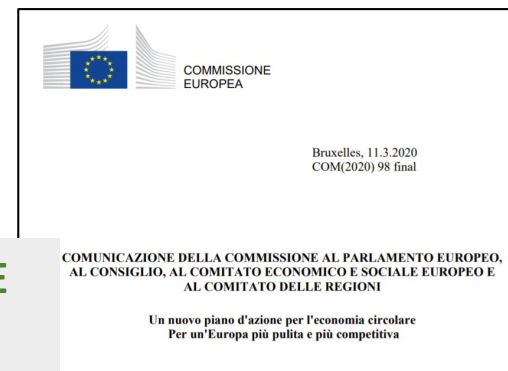 COMMISSIONE
EUROPEA
Bruxelles, 11.3.2020
COM(2020) 98 final
E
COMUNICAZIONE DELLA COMMISSIONE AL PARLAMENTO EUROPEO,
AL CONSIGLIO, AL COMITATO ECONOMICO E SOCIALE EUROPEO E
AL COMITATO DELLE REGIONI
Un nuovo piano d'azione per l'economia circolare
Per un'Europa più pulita e più competitiva